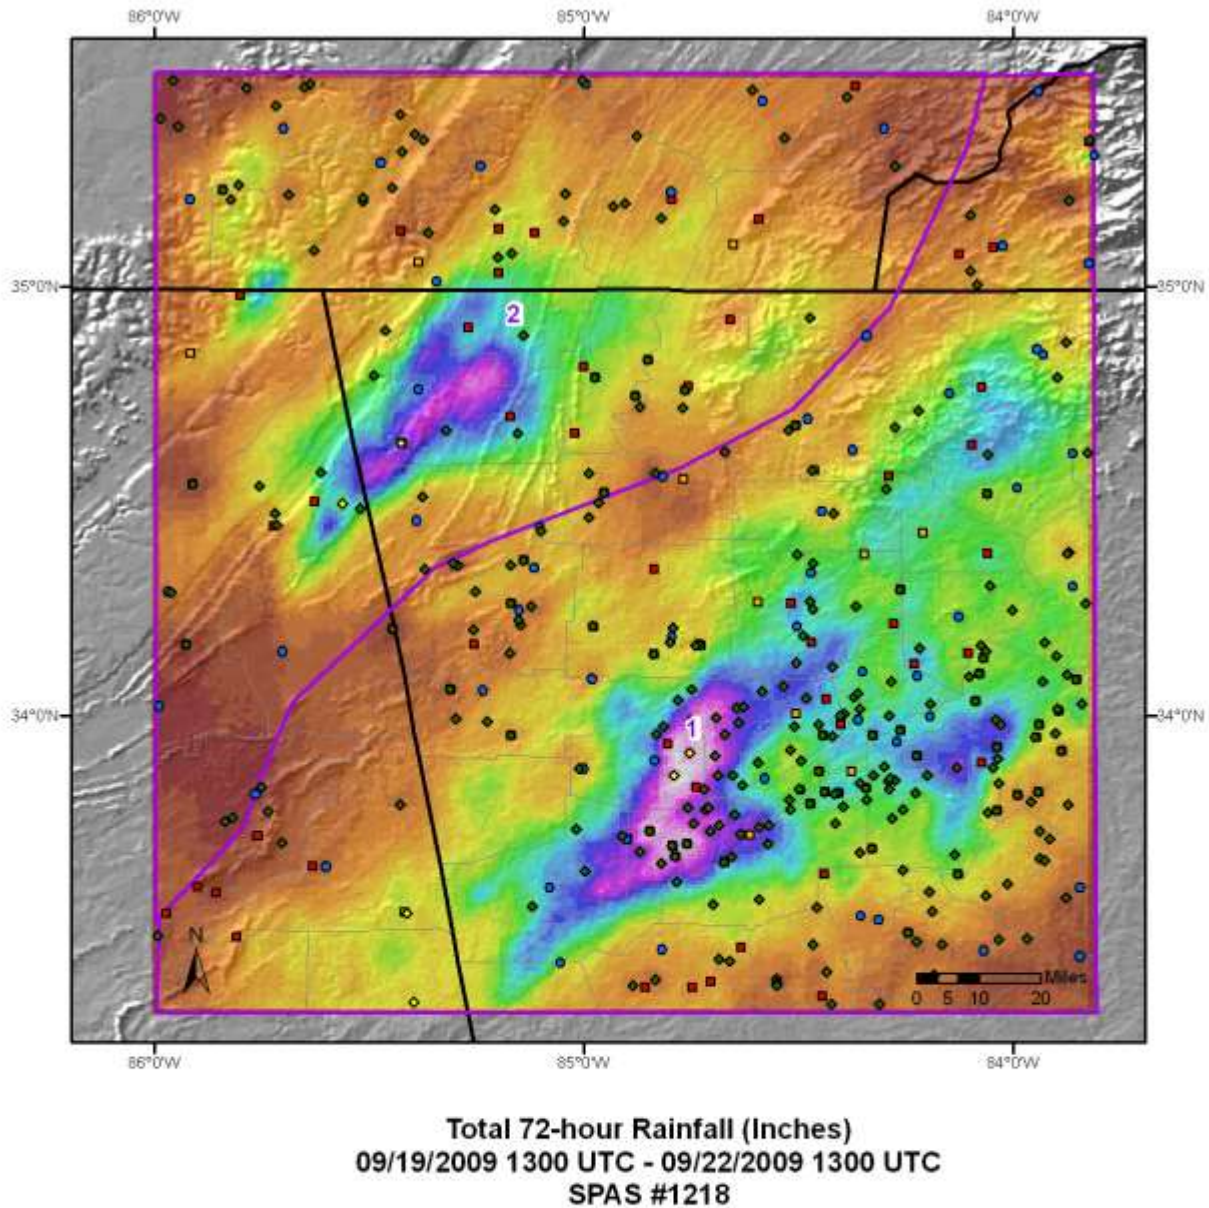 86°0'W 85°0'W 84°0'W
35°0'N 35°0'N
2
34°0'N 34°0'N
1
N
Miles
0 5 10 20
86°0'W 85°0'W 84°0'W
Total 72-hour Rainfall (Inches)
09/19/2009 1300 UTC - 09/22/2009 1300 UTC
SPAS #1218